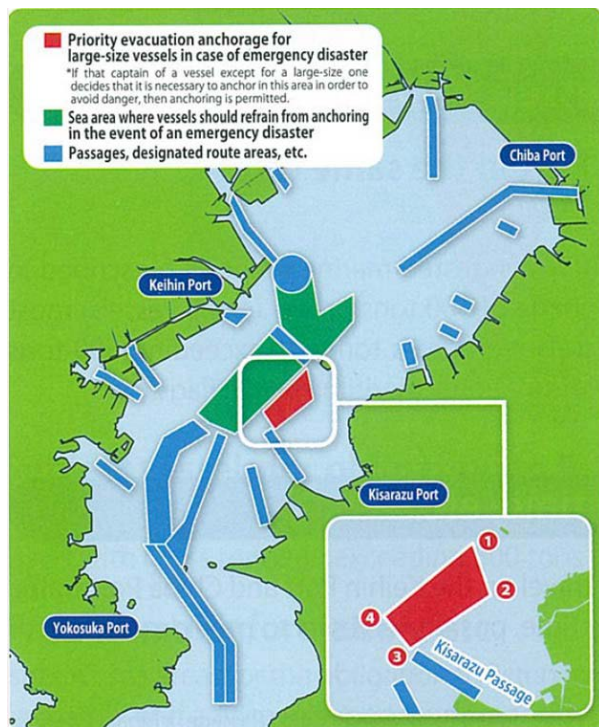 Priority evacuation anchorage for
large-size vessels in case of emergency disaster
*If that captain of a vessel except for a large-size one
decides that it is necessary to anchor in this area in order to
avoid danger, then anchoring is permitted.
Sea area where vessels should refrain from anchoring
in the event of an emergency disaster
Passages, designated route areas, etc.
Chiba Port
Keihin Port
Kisarazu Port
Yokosuka Port
1
2
4
3
Kisarazu Passage